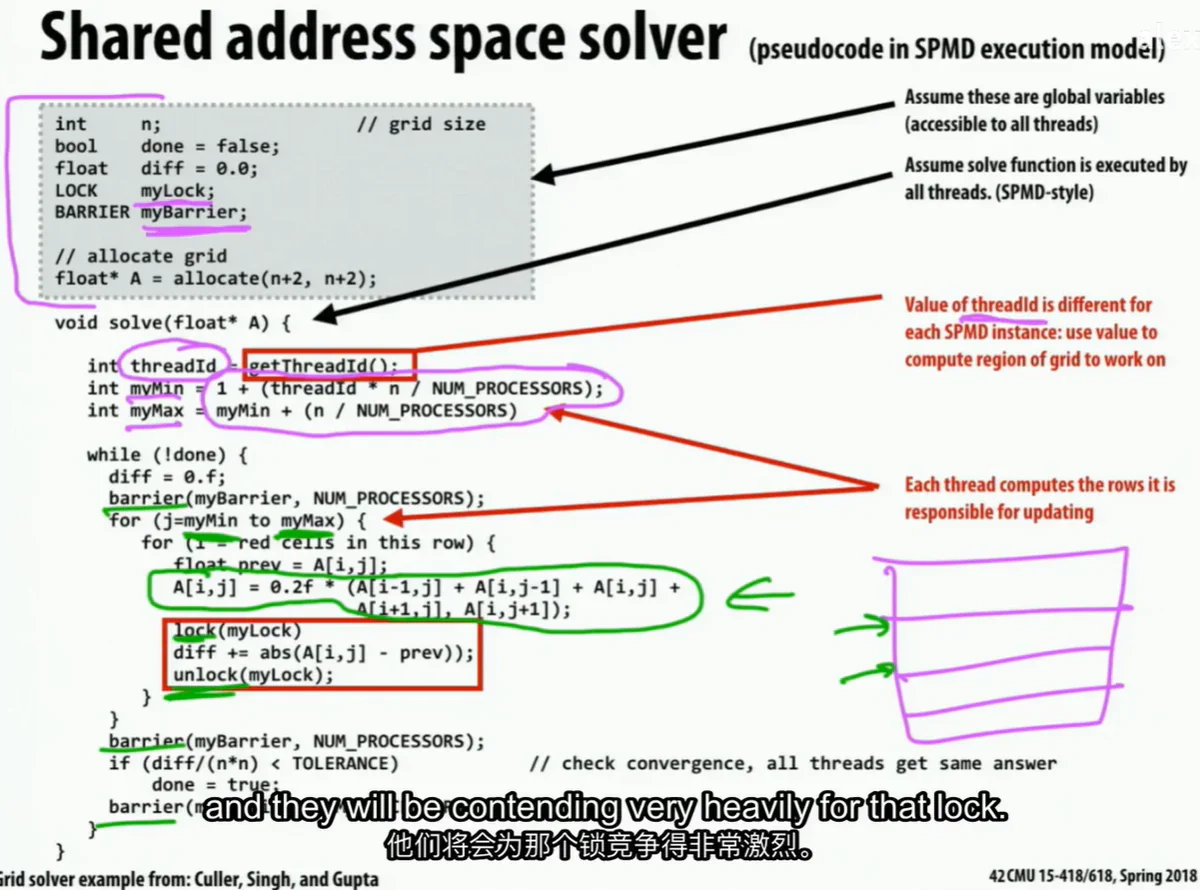 Shared address space solver (pseudocode in SPMD execution model)
int n; // grid size
bool done = false;
float diff = 0.0;
LOCK myLock;
BARRIER myBarrier;
// allocate grid
float* A = allocate(n+2, n+2);
Assume these are global variables
(accessible to all threads)
Assume solve function is executed by
all threads. (SPMD-style)
void solve(float* A) {
int threadId = getThreadId();
int myMin = 1 + (threadId * n / NUM_PROCESSORS);
int myMax = myMin + (n / NUM_PROCESSORS)
Value of threadId is different for
each SPMD instance: use value to
compute region of grid to work on
while (!done) {
diff = 0.f;
barrier(myBarrier, NUM_PROCESSORS);
for (j=myMin to myMax) {
for (i = red cells in this row) {
float prev = A[i,j];
A[i,j] = 0.2f * (A[i-1,j] + A[i,j-1] + A[i,j] +
A[i+1,j], A[i,j+1]);
lock(myLock)
diff += abs(A[i,j] - prev));
unlock(myLock);
}
}
Each thread computes the rows it is
responsible for updating
barrier(myBarrier, NUM_PROCESSORS);
if (diff/(n*n) < TOLERANCE) // check convergence, all threads get same answer
done = true;
barrier(m
}
}
and they will be contending very heavily for that lock.
他们将会为那个锁竞争得非常激烈。
Grid solver example from: Culler, Singh, and Gupta
42 CMU 15-418/618, Spring 2018